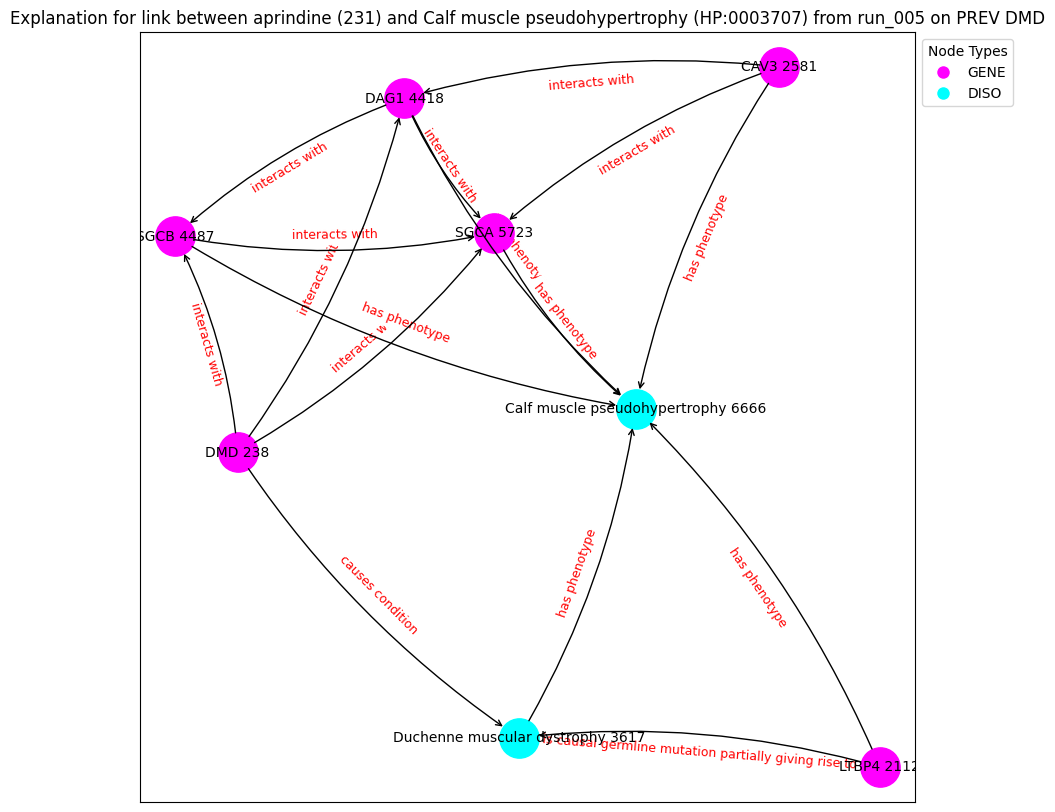 Explanation for link between aprindine (231) and Calf muscle pseudohypertrophy (HP:0003707) from run_005 on PREV DMD
Node Types
GENE
DISO
CAV3 2581
DAG1 4418
interacts with
interacts with
interacts with
interacts with
SGCB 4487
SGCA 5723
interacts with
has phenotype
interacts wit
phenoty
has phenotype
has phenotype
interacts w
interacts with
Calf muscle pseudohypertrophy 6666
DMD 238
causes condition
has phenotype
has phenotype
Duchenne muscular dystrophy 3617
causal germline mutation partially giving rise to
LTBP4 2112